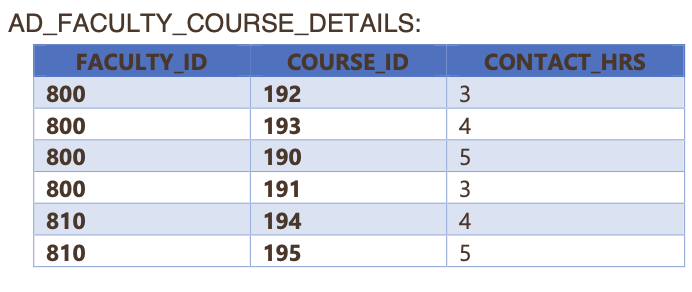 AD_FACULTY_COURSE_DETAILS:
FACULTY_ID COURSE_ID CONTACT_HRS
800 192 3
800 193 4
800 190 5
800 191 3
810 194 4
810 195 5